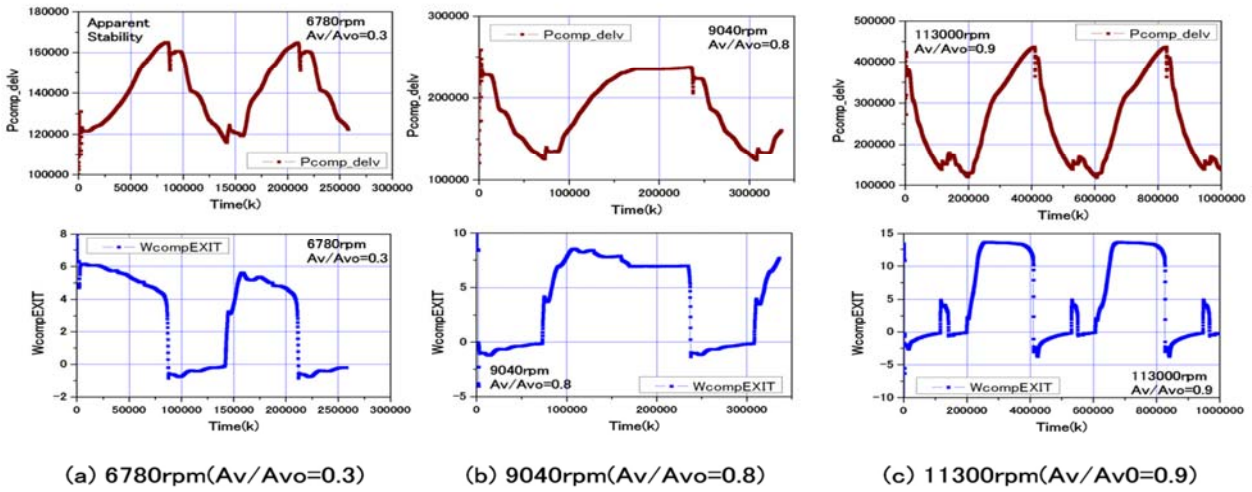 Apparent
Stability
6780rpm
Av/Avo=0.3
180000
160000
140000
120000
100000
Pcomp_delv
Pcomp_delv
0 50000 100000 150000 200000 250000 300000
Time(k)
9040rpm
Av/Avo=0.8
Pcomp_delv
300000
200000
100000
Pcomp_delv
0 100000 200000 300000
Time(k)
113000rpm
Av/Avo=0.9
Pcomp_delv
500000
400000
300000
200000
100000
Pcomp_delv
0 200000 400000 600000 800000 1000000
Time(k)
WcompEXIT
6780rpm
Av/Avo=0.3
8
6
4
2
0
−2
WcompEXIT
0 50000 100000 150000 200000 250000 300000
Time(k)
10
5
0
−5
WcompEXIT
9040rpm
Av/Avo=0.8
WcompEXIT
0 100000 200000 300000
Time(k)
15
10
5
0
−5
−10
WcompEXIT
WcompEXIT
113000rpm
Av/Avo=0.9
0 200000 400000 600000 800000 1000000
Time(k)
(a) 6780rpm(Av/Avo=0.3)
(b) 9040rpm(Av/Avo=0.8)
(c) 11300rpm(Av/Av0=0.9)